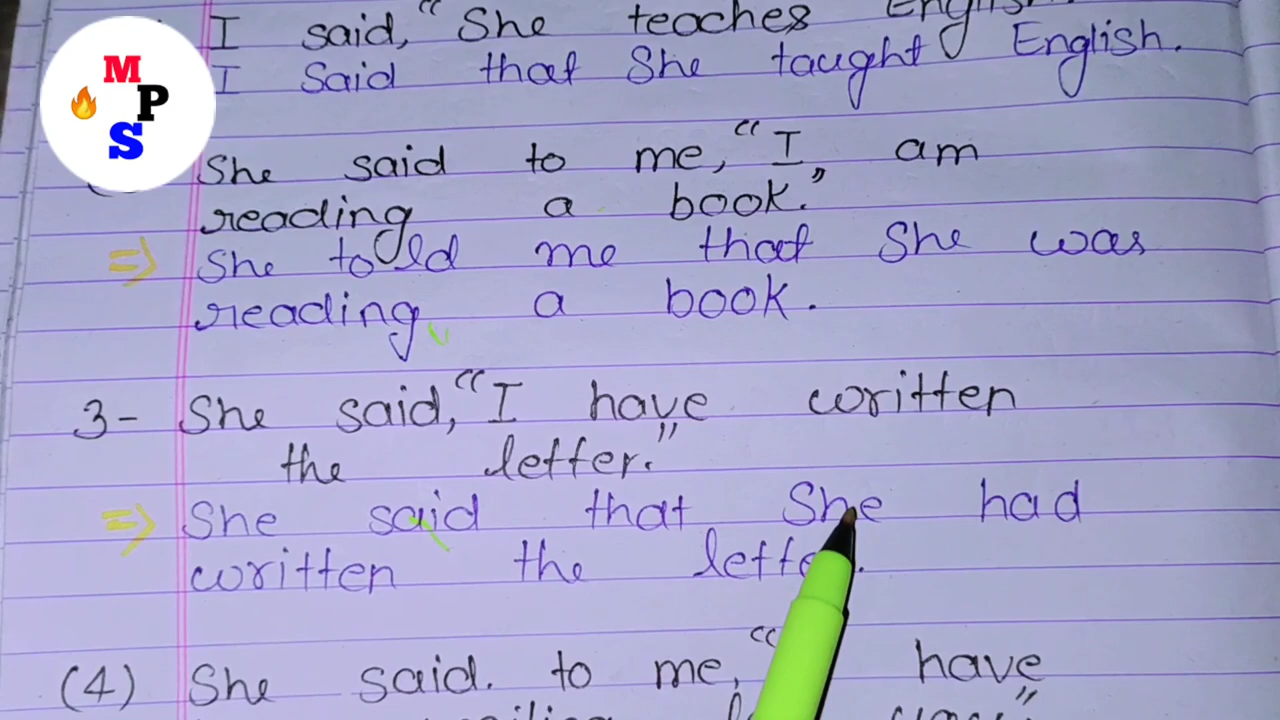 I said, “She teaches English.
I Said that She taught English.
M
P
S
She said to me, “I, am
reading a book.”
=> She told me that She was
reading a book.
3- She said, “I have written
the letter.”
=> She said that She had
written the letter.
(4) She said. to me, “ have